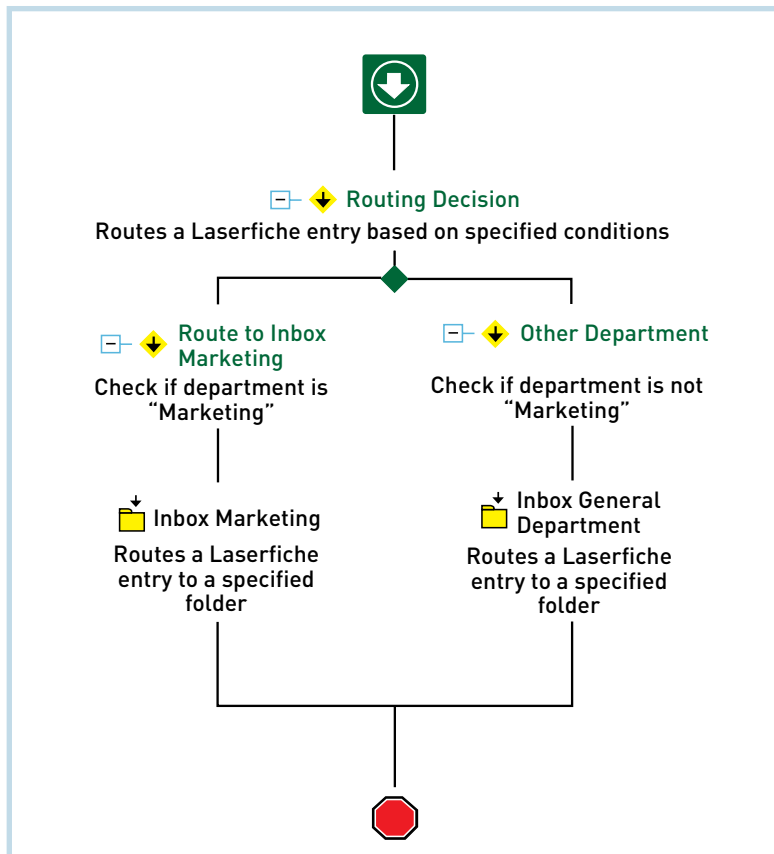 Routing Decision
Routes a Laserfiche entry based on specified conditions
Route to Inbox
Marketing
Check if department is
“Marketing”
Inbox Marketing
Routes a Laserfiche
entry to a specified
folder
Other Department
Check if department is not
“Marketing”
Inbox General
Department
Routes a Laserfiche
entry to a specified
folder